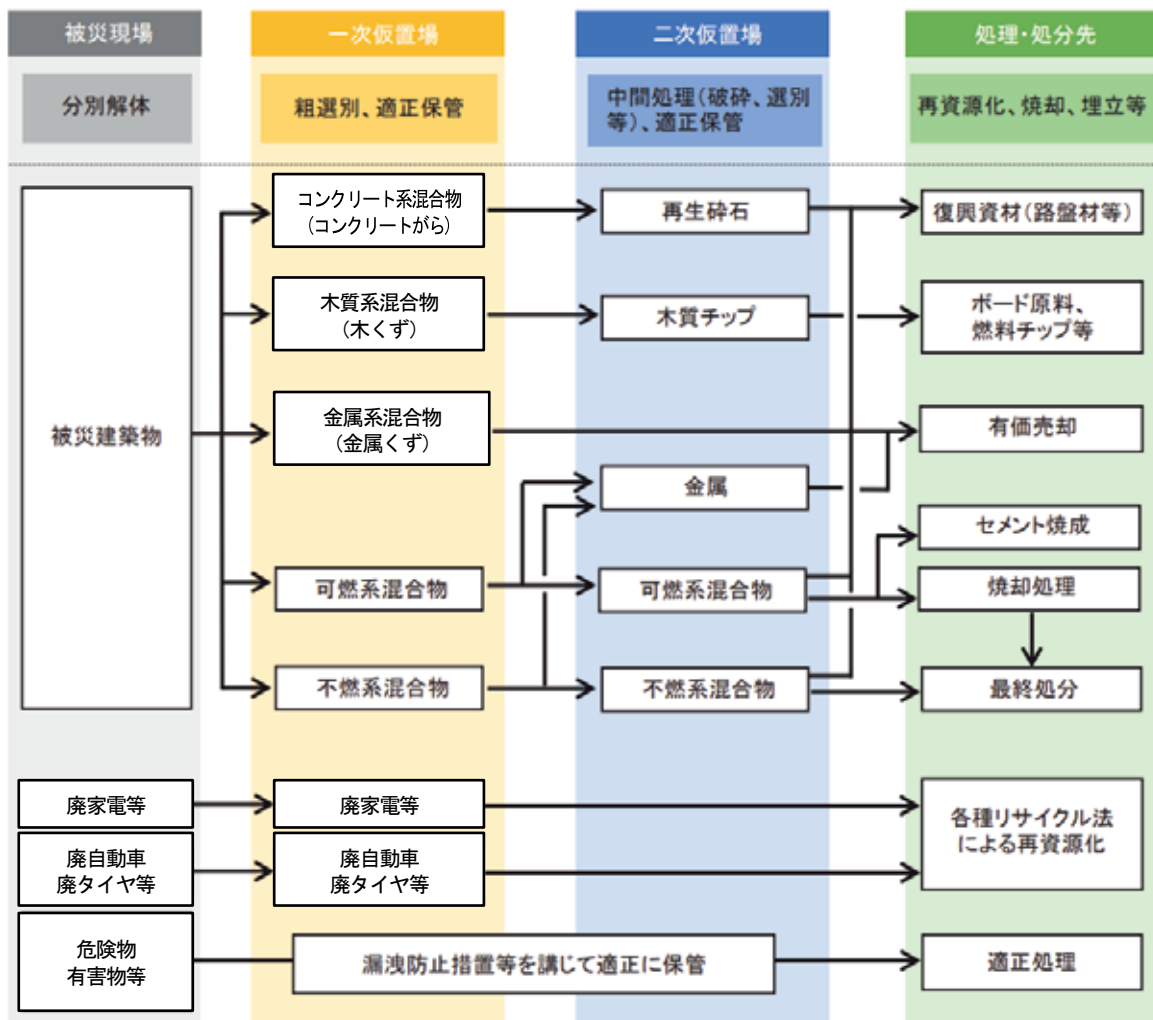 被災現場
一次仮置場
二次仮置場
処理・処分先
分別解体
粗選別、適正保管
中間処理(破砕、選別
等)、適正保管
再資源化、焼却、埋立等
被災建築物
コンクリート系混合物
(コンクリートがら)
再生砕石
復興資材(路盤材等)
木質系混合物
(木くず)
木質チップ
ボード原料、
燃料チップ等
金属系混合物
(金属くず)
有価売却
金属
セメント焼成
可燃系混合物
可燃系混合物
焼却処理
不燃系混合物
不燃系混合物
最終処分
廃家電等
廃家電等
各種リサイクル法
による再資源化
廃自動車
廃タイヤ等
廃自動車
廃タイヤ等
危険物
有害物等
漏洩防止措置等を講じて適正に保管
適正処理